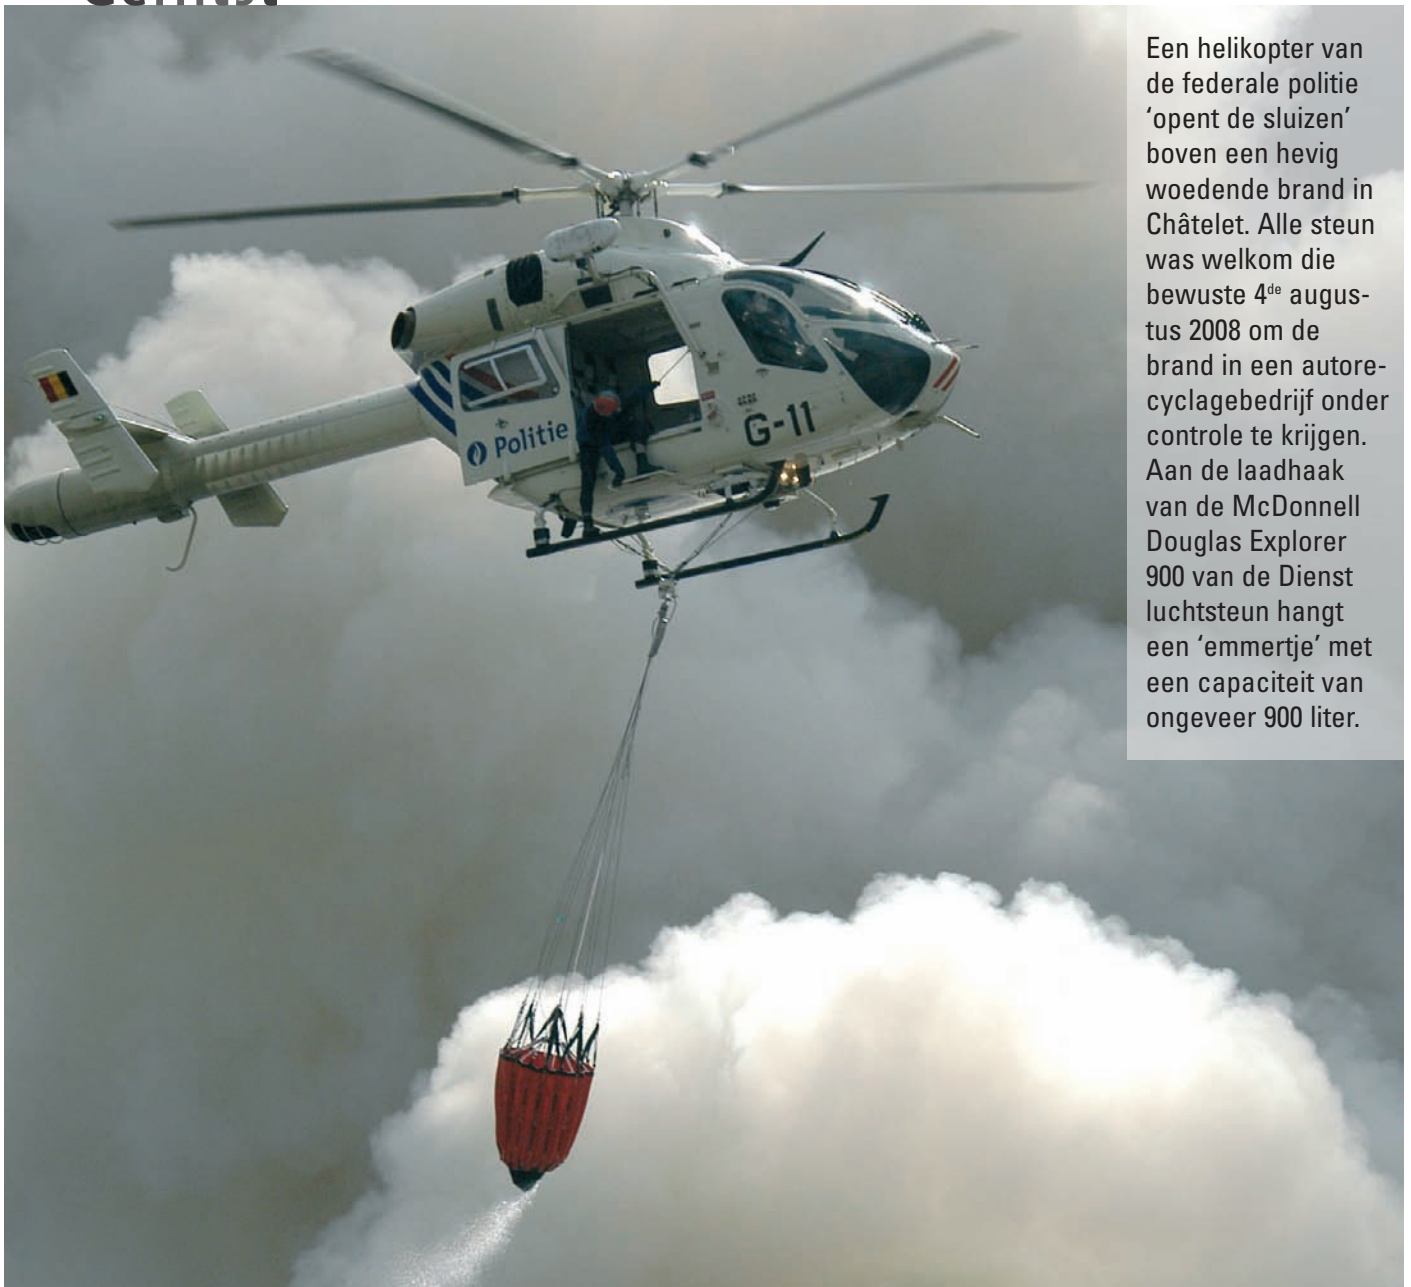 Een helikopter van
de federale politie
‘opent de sluizen’
boven een hevig
woedende brand in
Châtelet. Alle steun
was welkom die
bewuste 4de augus-
tus 2008 om de
brand in een autore-
cyclagebedrijf onder
controle te krijgen.
Aan de laadhaak
van de McDonnell
Douglas Explorer
900 van de Dienst
luchtsteun hangt
een ‘emmertje’ met
een capaciteit van
ongeveer 900 liter.
Politie
G-11